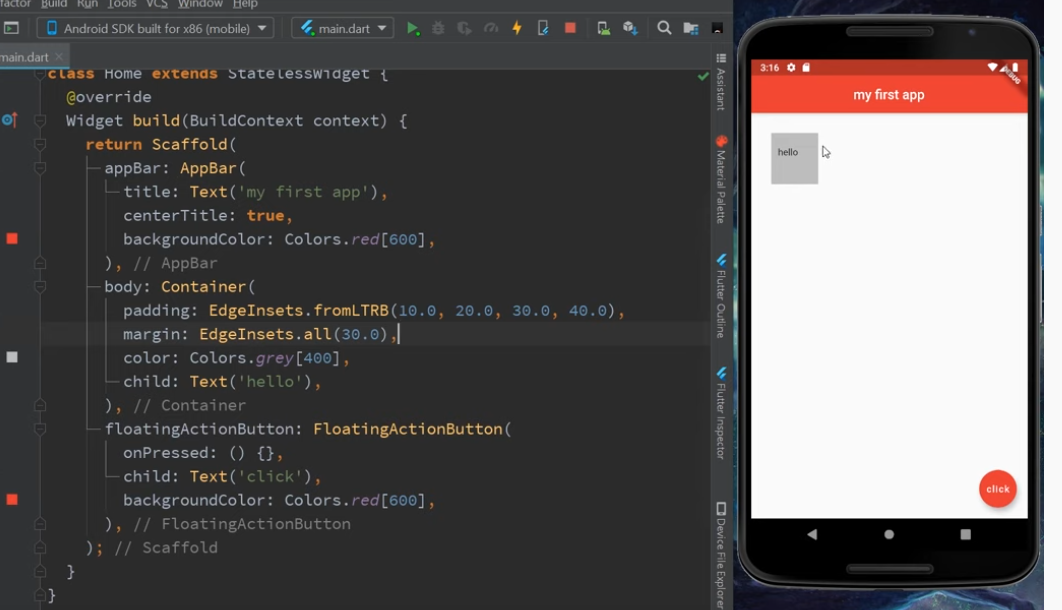 Build Run Tools VCS Window Help
Android SDK built for x86 (mobile) main.dart
main.dart
class Home extends StatelessWidget {
@override
Widget build(BuildContext context) {
return Scaffold(
appBar: AppBar(
title: Text('my first app'),
centerTitle: true,
backgroundColor: Colors.red[600],
), // AppBar
body: Container(
padding: EdgeInsets.fromLTRB(10.0, 20.0, 30.0, 40.0),
margin: EdgeInsets.all(30.0),
color: Colors.grey[400],
child: Text('hello'),
), // Container
floatingActionButton: FloatingActionButton(
onPressed: () {},
child: Text('click'),
backgroundColor: Colors.red[600],
), // FloatingActionButton
); // Scaffold
}
}
Assistant
Material Palette
Flutter Outline
Flutter Inspector
Device File Explorer
3:16
DEBUG
my first app
hello
click